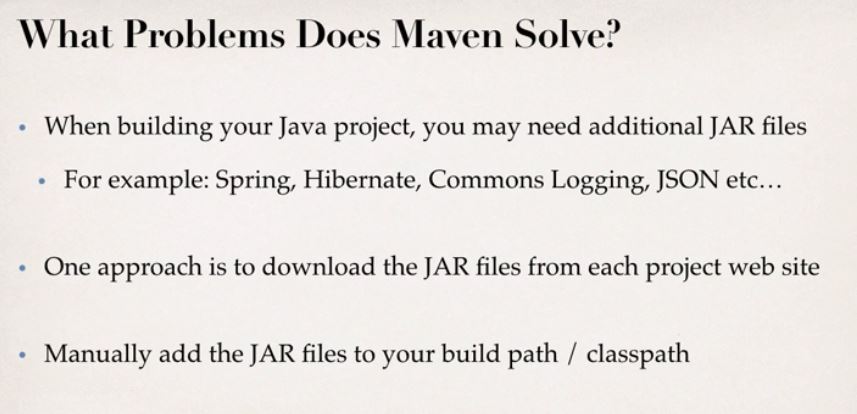 What Problems Does Maven Solve?
• When building your Java project, you may need additional JAR files
• For example: Spring, Hibernate, Commons Logging, JSON etc…
• One approach is to download the JAR files from each project web site
• Manually add the JAR files to your build path / classpath